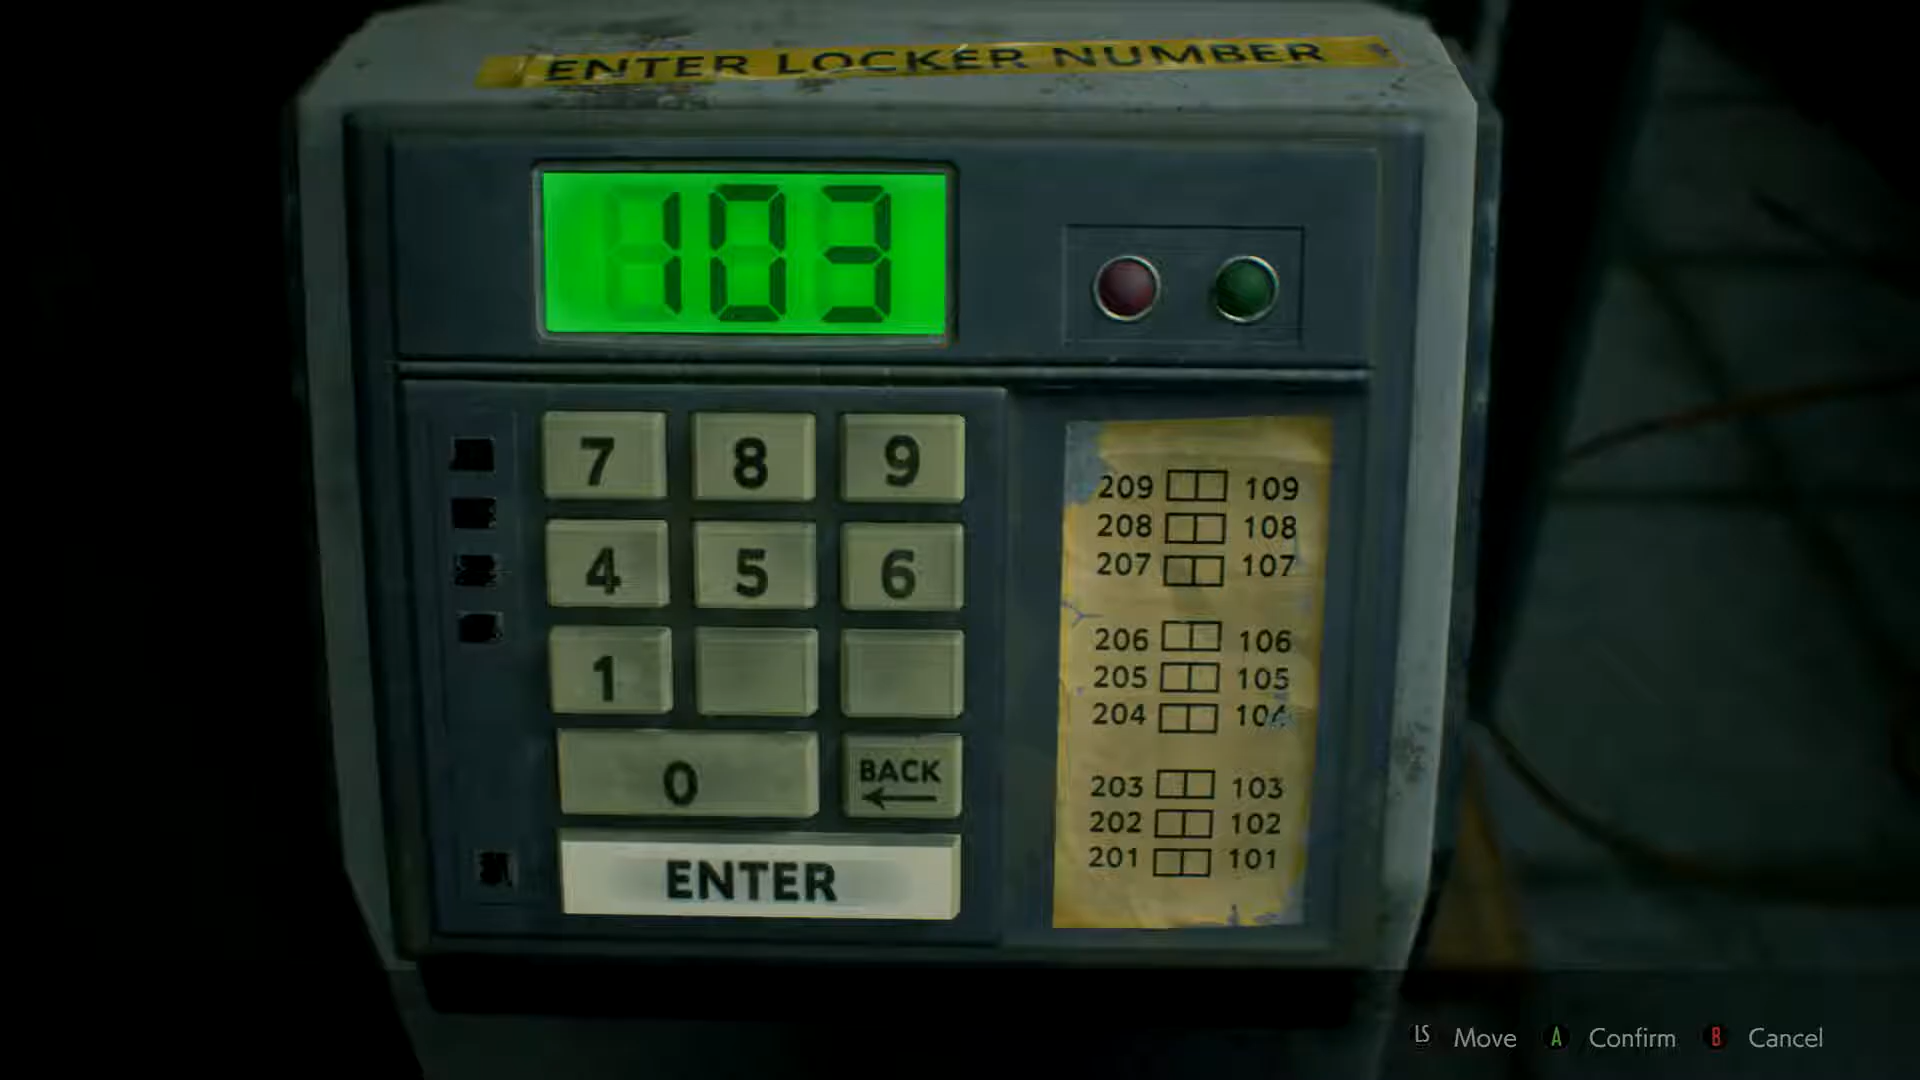 ENTER LOCKER NUMBER
103
7 8 9
4 5 6
1
0 BACK
ENTER
209 109
208 108
207 107
206 106
205 105
204 104
203 103
202 102
201 101
LS Move A Confirm B Cancel